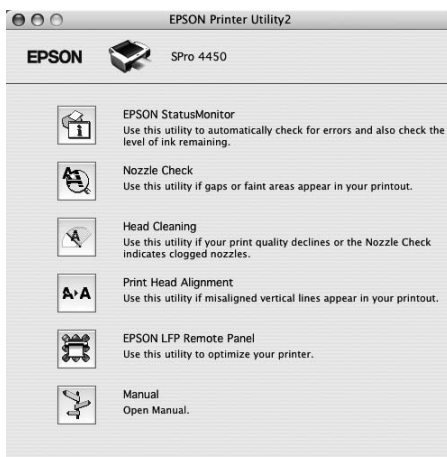 EPSON Printer Utility2
EPSON
SPro 4450
EPSON StatusMonitor
Use this utility to automatically check for errors and also check the
level of ink remaining.
Nozzle Check
Use this utility if gaps or faint areas appear in your printout.
Head Cleaning
Use this utility if your print quality declines or the Nozzle Check
indicates clogged nozzles.
Print Head Alignment
Use this utility if misaligned vertical lines appear in your printout.
EPSON LFP Remote Panel
Use this utility to optimize your printer.
Manual
Open Manual.